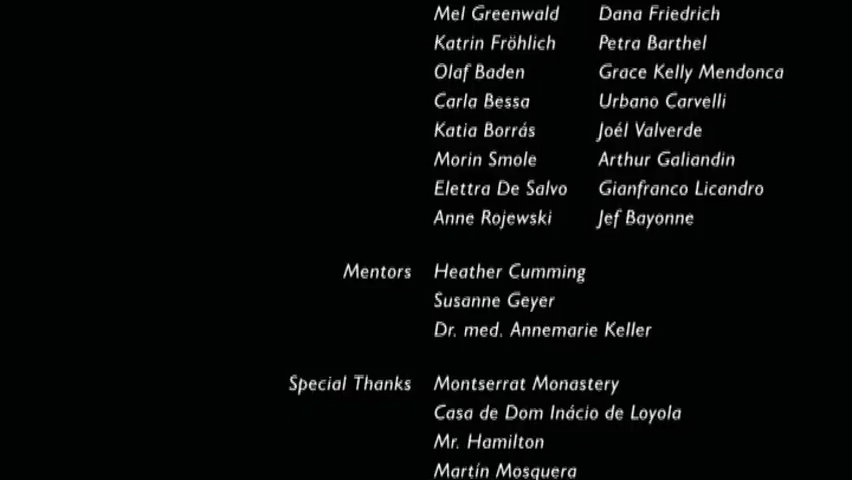 Mel Greenwald Dana Friedrich
Katrin Fröhlich Petra Barthel
Olaf Baden Grace Kelly Mendonca
Carla Bessa Urbano Carvelli
Katia Borrás Joél Valverde
Morin Smole Arthur Galiandin
Elettra De Salvo Gianfranco Licandro
Anne Rojewski Jef Bayonne
Mentors Heather Cumming
Susanne Geyer
Dr. med. Annemarie Keller
Special Thanks Montserrat Monastery
Casa de Dom Inácio de Loyola
Mr. Hamilton
Martín Mosquera